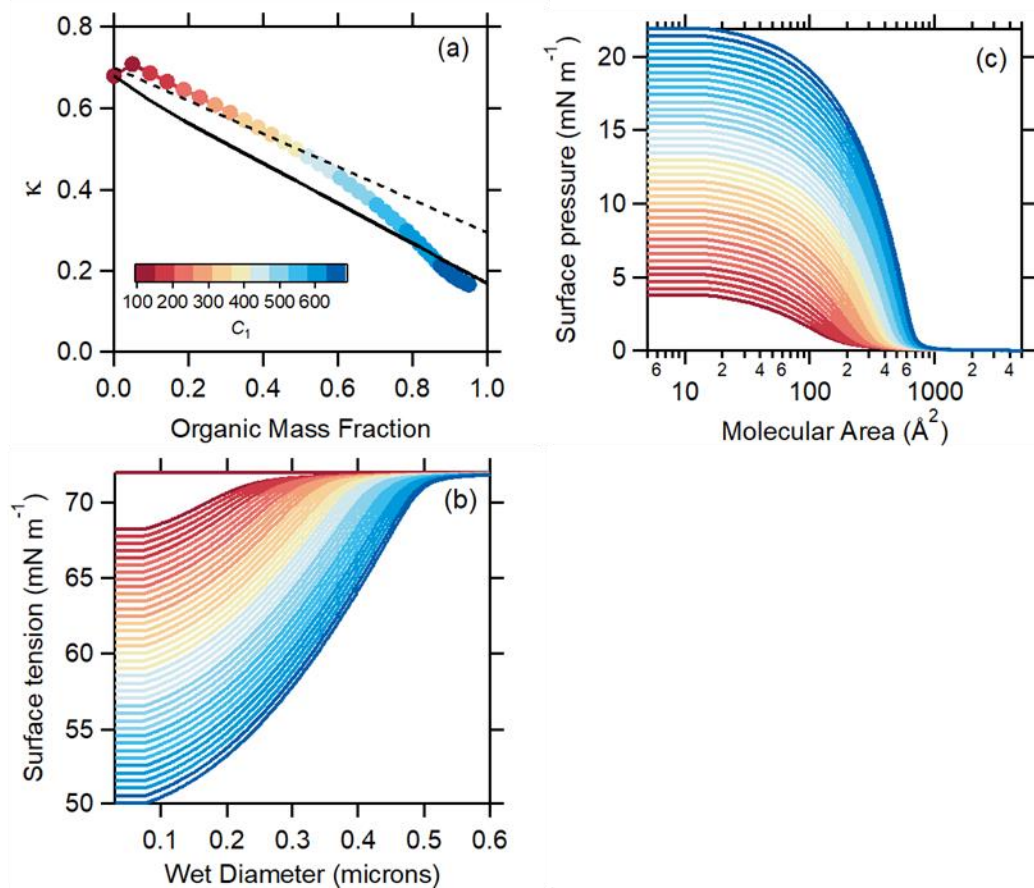 (a)
0.8
0.6
0.4
0.2
0.0
κ
100 200 300 400 500 600
C1
0.0 0.2 0.4 0.6 0.8 1.0
Organic Mass Fraction
(c)
20
15
10
5
0
Surface pressure (mN m-1)
6 10 2 4 6 100 2 4 6 1000 2 4
Molecular Area (Å2)
(b)
70
65
60
55
50
Surface tension (mN m-1)
0.1 0.2 0.3 0.4 0.5 0.6
Wet Diameter (microns)